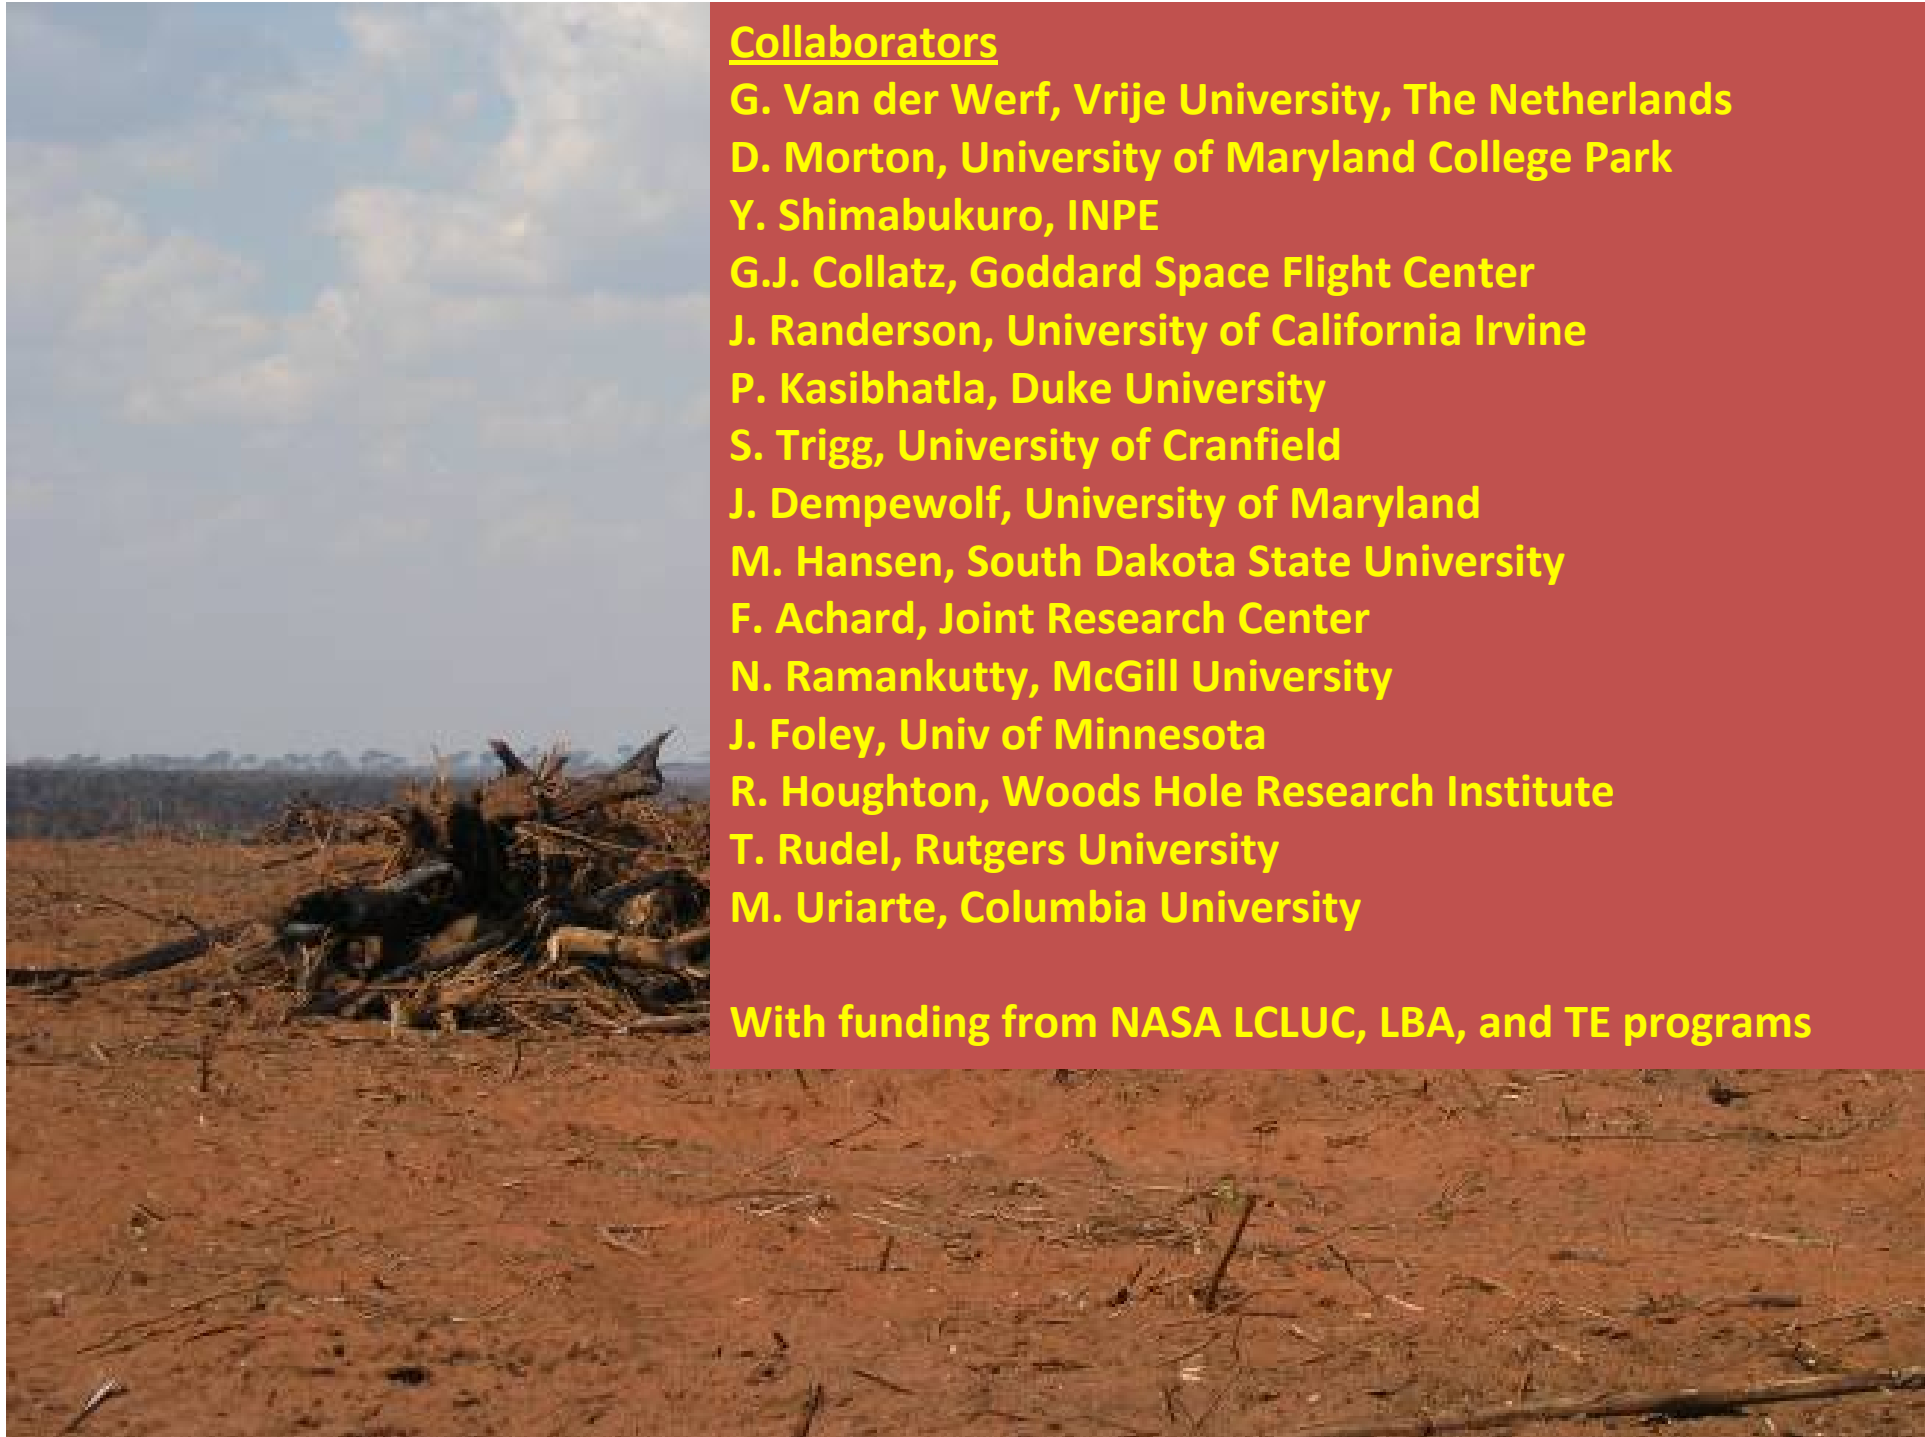 Collaborators
G. Van der Werf, Vrije University, The Netherlands
D. Morton, University of Maryland College Park
Y. Shimabukuro, INPE
G.J. Collatz, Goddard Space Flight Center
J. Randerson, University of California Irvine
P. Kasibhatla, Duke University
S. Trigg, University of Cranfield
J. Dempewolf, University of Maryland
M. Hansen, South Dakota State University
F. Achard, Joint Research Center
N. Ramankutty, McGill University
J. Foley, Univ of Minnesota
R. Houghton, Woods Hole Research Institute
T. Rudel, Rutgers University
M. Uriarte, Columbia University
With funding from NASA LCLUC, LBA, and TE programs